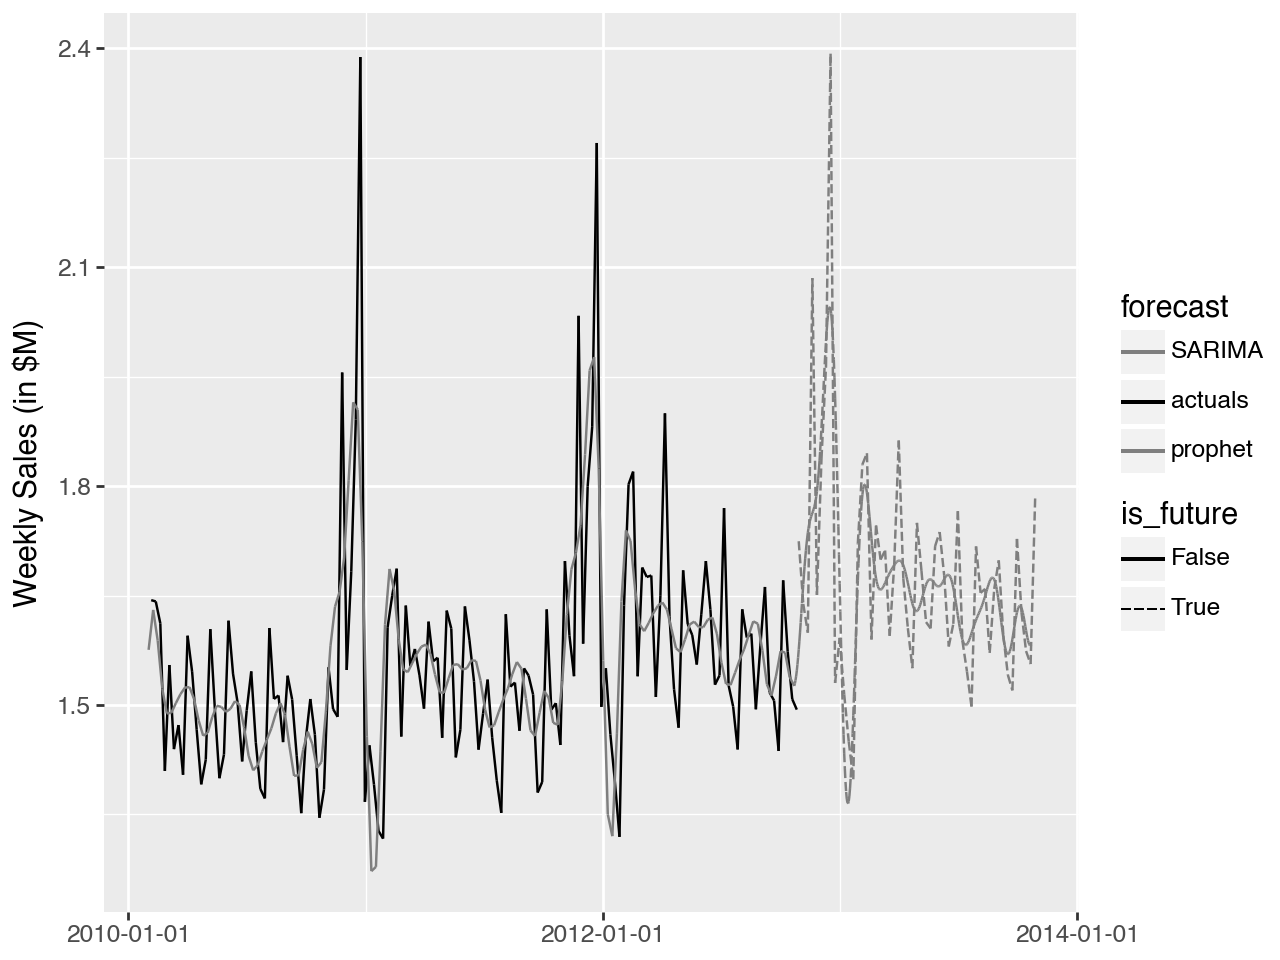 2.4
2.1
1.8
1.5
Weekly Sales (in $M)
2010-01-01
2012-01-01
2014-01-01
forecast
SARIMA
actuals
prophet
is_future
False
True